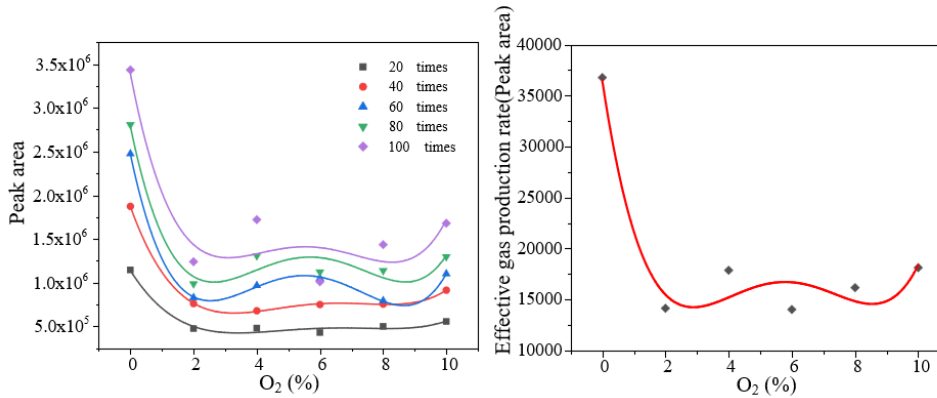 Peak area
3.5x10⁶
3.0x10⁶
2.5x10⁶
2.0x10⁶
1.5x10⁶
1.0x10⁶
5.0x10⁵
20 times
40 times
60 times
80 times
100 times
0 2 4 6 8 10
O₂ (%)
Effective gas production rate(Peak area)
40000
35000
30000
25000
20000
15000
10000
0 2 4 6 8 10
O₂ (%)